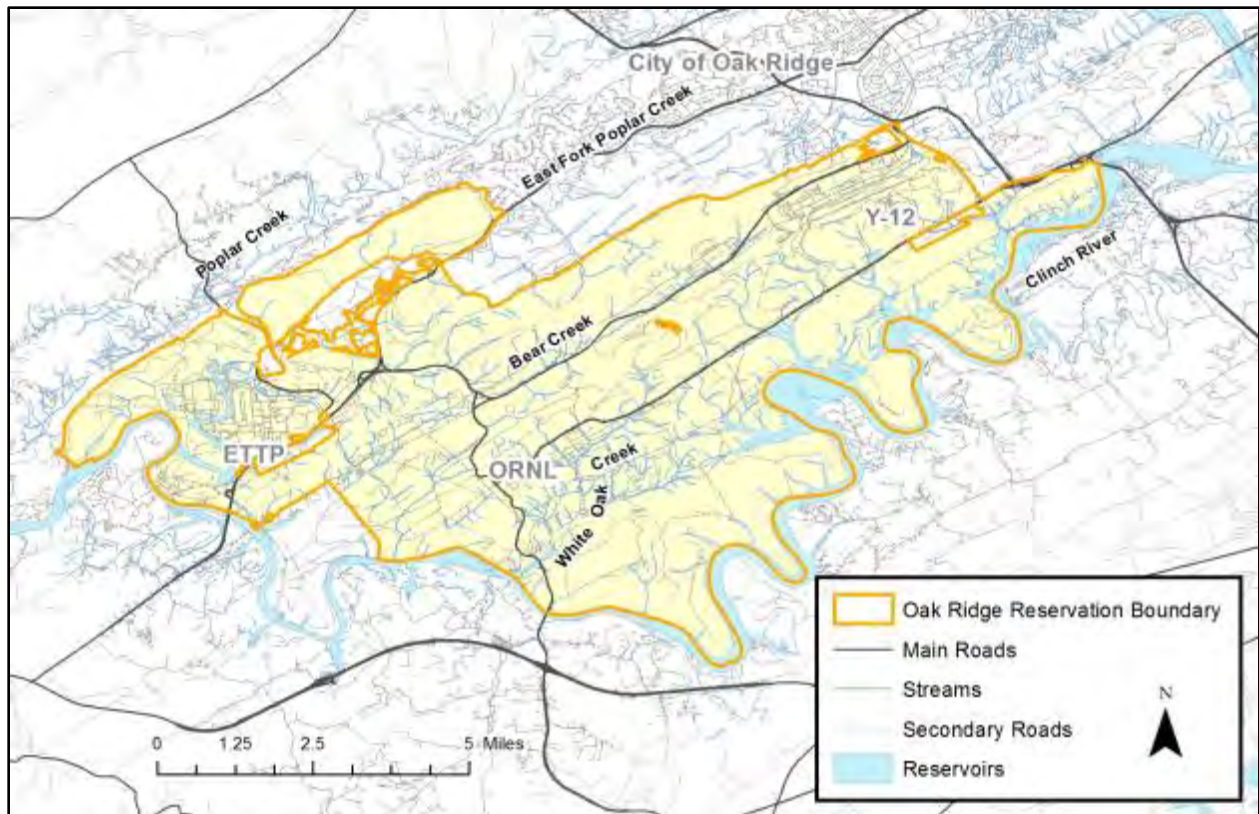 City of Oak Ridge
East Fork Poplar Creek
Poplar Creek
Y-12
Clinch River
Bear Creek
ETTP
ORNL
White Oak Creek
Oak Ridge Reservation Boundary
Main Roads
Streams
Secondary Roads
Reservoirs
N
0 1.25 2.5 5 Miles